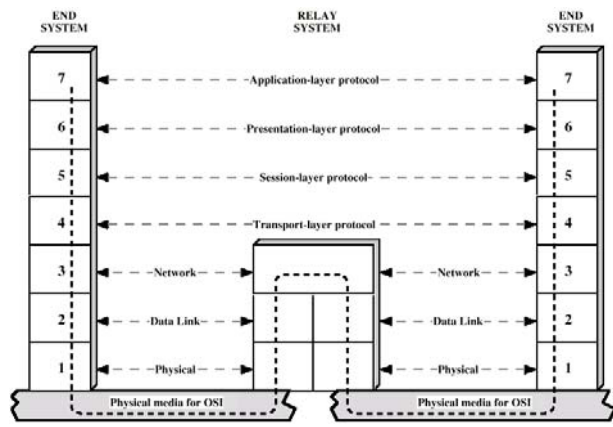 END SYSTEM
RELAY SYSTEM
END SYSTEM
7 Application-layer protocol 7
6 Presentation-layer protocol 6
5 Session-layer protocol 5
4 Transport-layer protocol 4
3 Network Network 3
2 Data Link Data Link 2
1 Physical Physical 1
Physical media for OSI Physical media for OSI